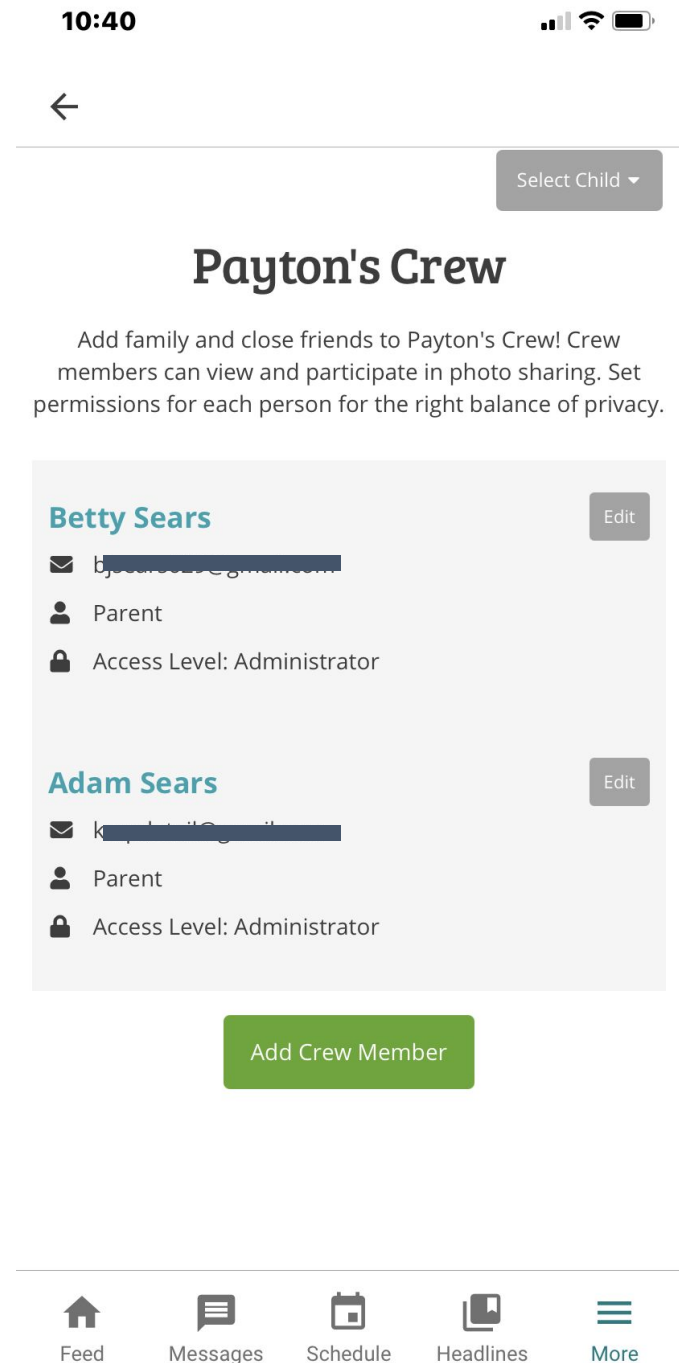 10:40
Select Child
Payton's Crew
Add family and close friends to Payton's Crew! Crew
members can view and participate in photo sharing. Set
permissions for each person for the right balance of privacy.
Betty Sears
Edit
Parent
Access Level: Administrator
Adam Sears
Edit
Parent
Access Level: Administrator
Add Crew Member
Feed
Messages
Schedule
Headlines
More